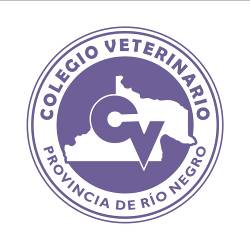 COLEGIO VETERINARIO
CV
PROVINCIA DE RÍO NEGRO